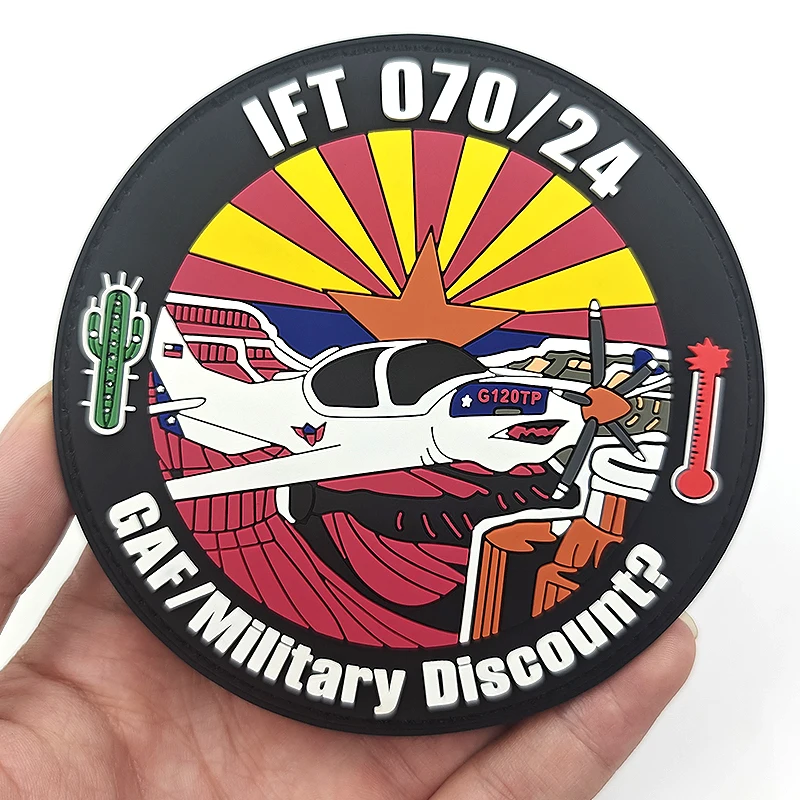 IFT 070/24
G120TP
GAF/Military Discount?